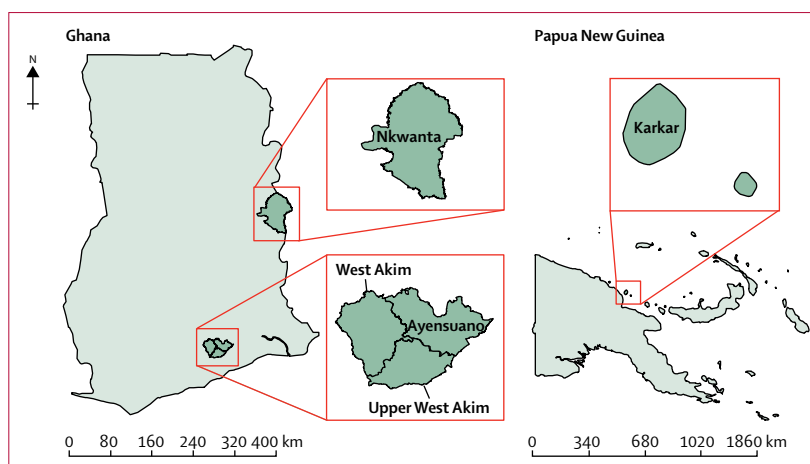 Ghana
Papua New Guinea
N
Nkwanta
Karkar
West Akim
Ayensuano
Upper West Akim
0 80 160 240 320 400 km
0 340 680 1020 1860 km